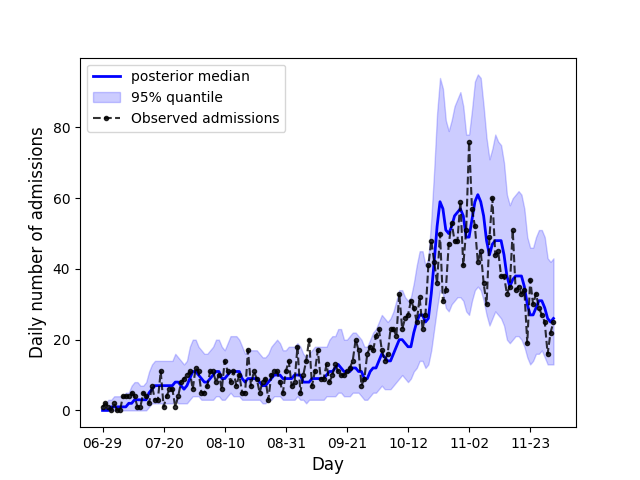 posterior median
95% quantile
Observed admissions
Daily number of admissions
80
60
40
20
0
06-29 07-20 08-10 08-31 09-21 10-12 11-02 11-23
Day